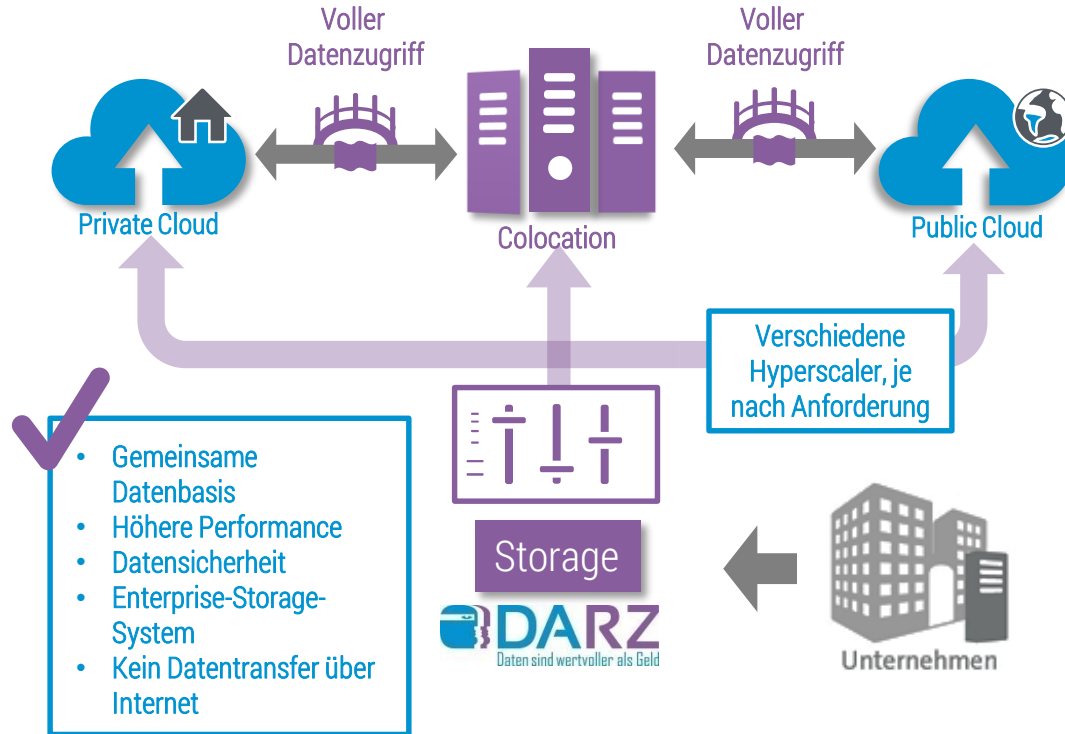 Voller
Datenzugriff
Voller
Datenzugriff
Private Cloud
Colocation
Public Cloud
Verschiedene
Hyperscaler, je
nach Anforderung
• Gemeinsame
Datenbasis
• Höhere Performance
• Datensicherheit
• Enterprise-Storage-
System
• Kein Datentransfer über
Internet
Storage
DARZ
Daten sind wertvoller als Geld
Unternehmen